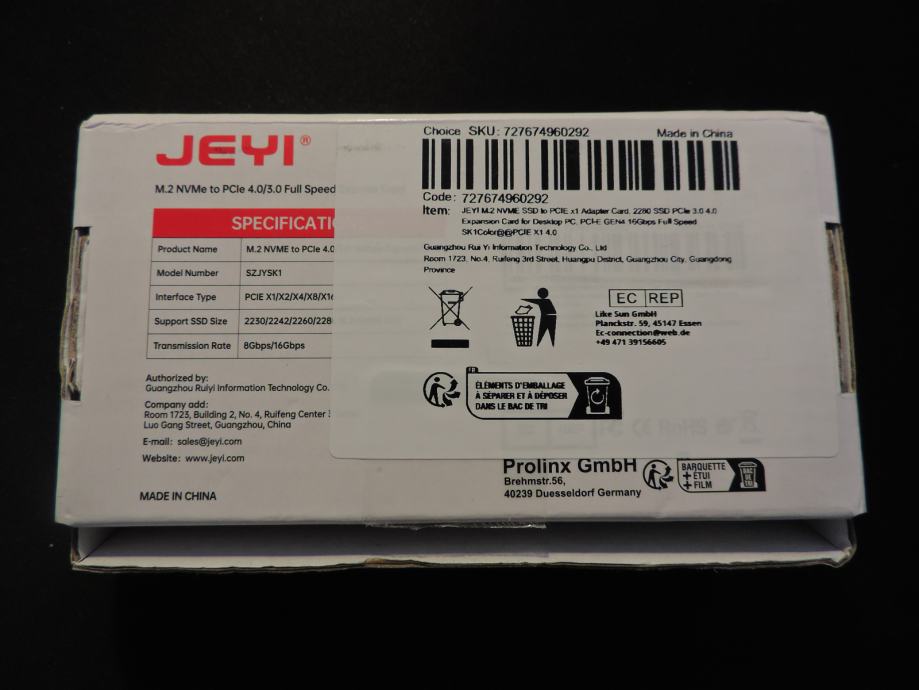 JEYI®
M.2 NVMe to PCIe 4.0/3.0 Full Speed
SPECIFICATIO
Product Name M.2 NVME to PCIe 4.0
Model Number SZJYSK1
Interface Type PCIE X1/X2/X4/X8/X16
Support SSD Size 2230/2242/2260/228
Transmission Rate 8Gbps/16Gbps
Authorized by:
Guangzhou Ruiyi Information Technology Co.
Company add:
Room 1723, Building 2, No. 4, Ruifeng Center
Luo Gang Street, Guangzhou, China
E-mail: sales@jeyi.com
Website: www.jeyi.com
MADE IN CHINA
Choice SKU: 727674960292 Made in China
Code: 727674960292
Item: JEYI M.2 NVME SSD to PCIE x1 Adapter Card, 2280 SSD PCIe 3.0 4.0
Expansion Card for Desktop PC, PCI-E GEN4 16Gbps Full Speed
SK1Color@@PCIE X1 4.0
Guangzhou Rui Yi Information Technology Co., Ltd
Room 1723, No.4, Ruifeng 3rd Street, Huangpu District, Guangzhou City, Guangdong
Province
EC REP
Like Sun GmbH
Planckstr. 59, 45147 Essen
Ec-connection@web.de
+49 471 39156605
FR
ÉLÉMENTS D'EMBALLAGE
À SÉPARER ET À DÉPOSER
DANS LE BAC DE TRI
Prolinx GmbH
Brehmstr.56,
40239 Duesseldorf Germany
BARQUETTE
+ ÉTUI
+ FILM
BAC DE TRI